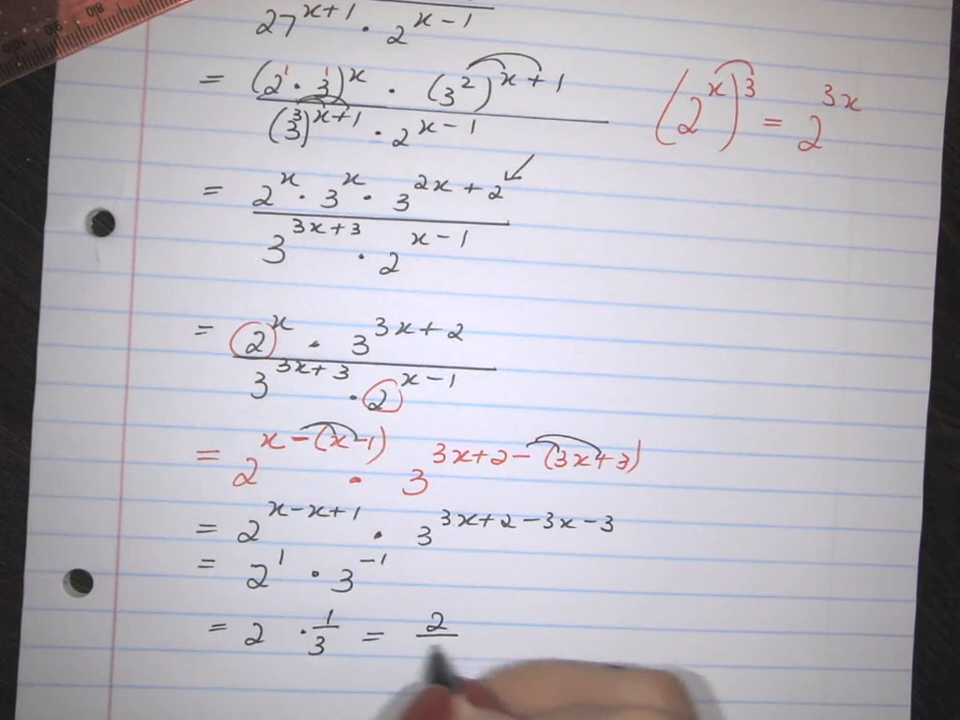 27^{x+1} · 2^{x-1}
= (2^1 · 3^1)^x · (3^2)^{x+1}
(3^3)^{x+1} · 2^{x-1}
(2^x)^3 = 2^{3x}
= 2^x · 3^x · 3^{2x+2}
3^{3x+3} · 2^{x-1}
= 2^x · 3^{3x+2}
3^{3x+3} · 2^{x-1}
= 2^{x-(x-1)} · 3^{3x+2-(3x+3)}
= 2^{x-x+1} · 3^{3x+2-3x-3}
= 2^1 · 3^{-1}
= 2 · 1/3 = 2/